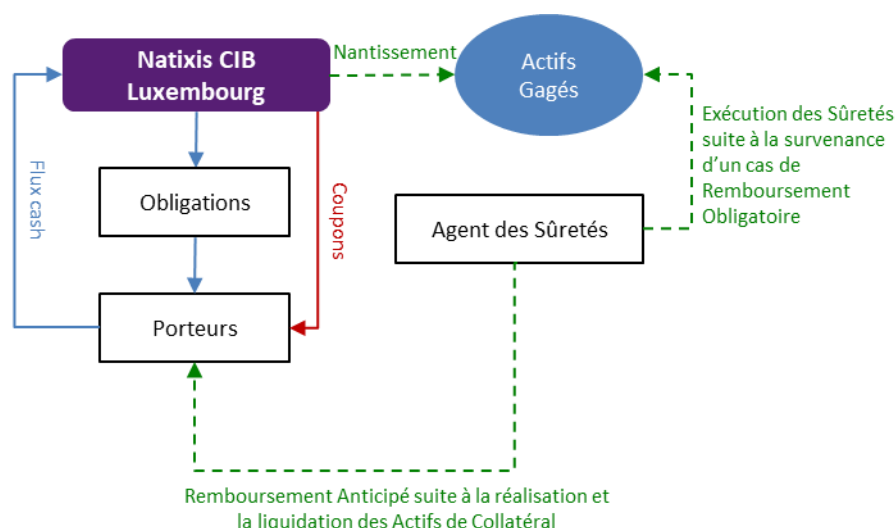 Natixis CIB
Luxembourg
Nantissement
Actifs
Gagés
Exécution des Sûretés
suite à la survenance
d'un cas de
Remboursement
Obligatoire
Flux cash
Obligations
Coupons
Agent des Sûretés
Porteurs
Remboursement Anticipé suite à la réalisation et
la liquidation des Actifs de Collatéral